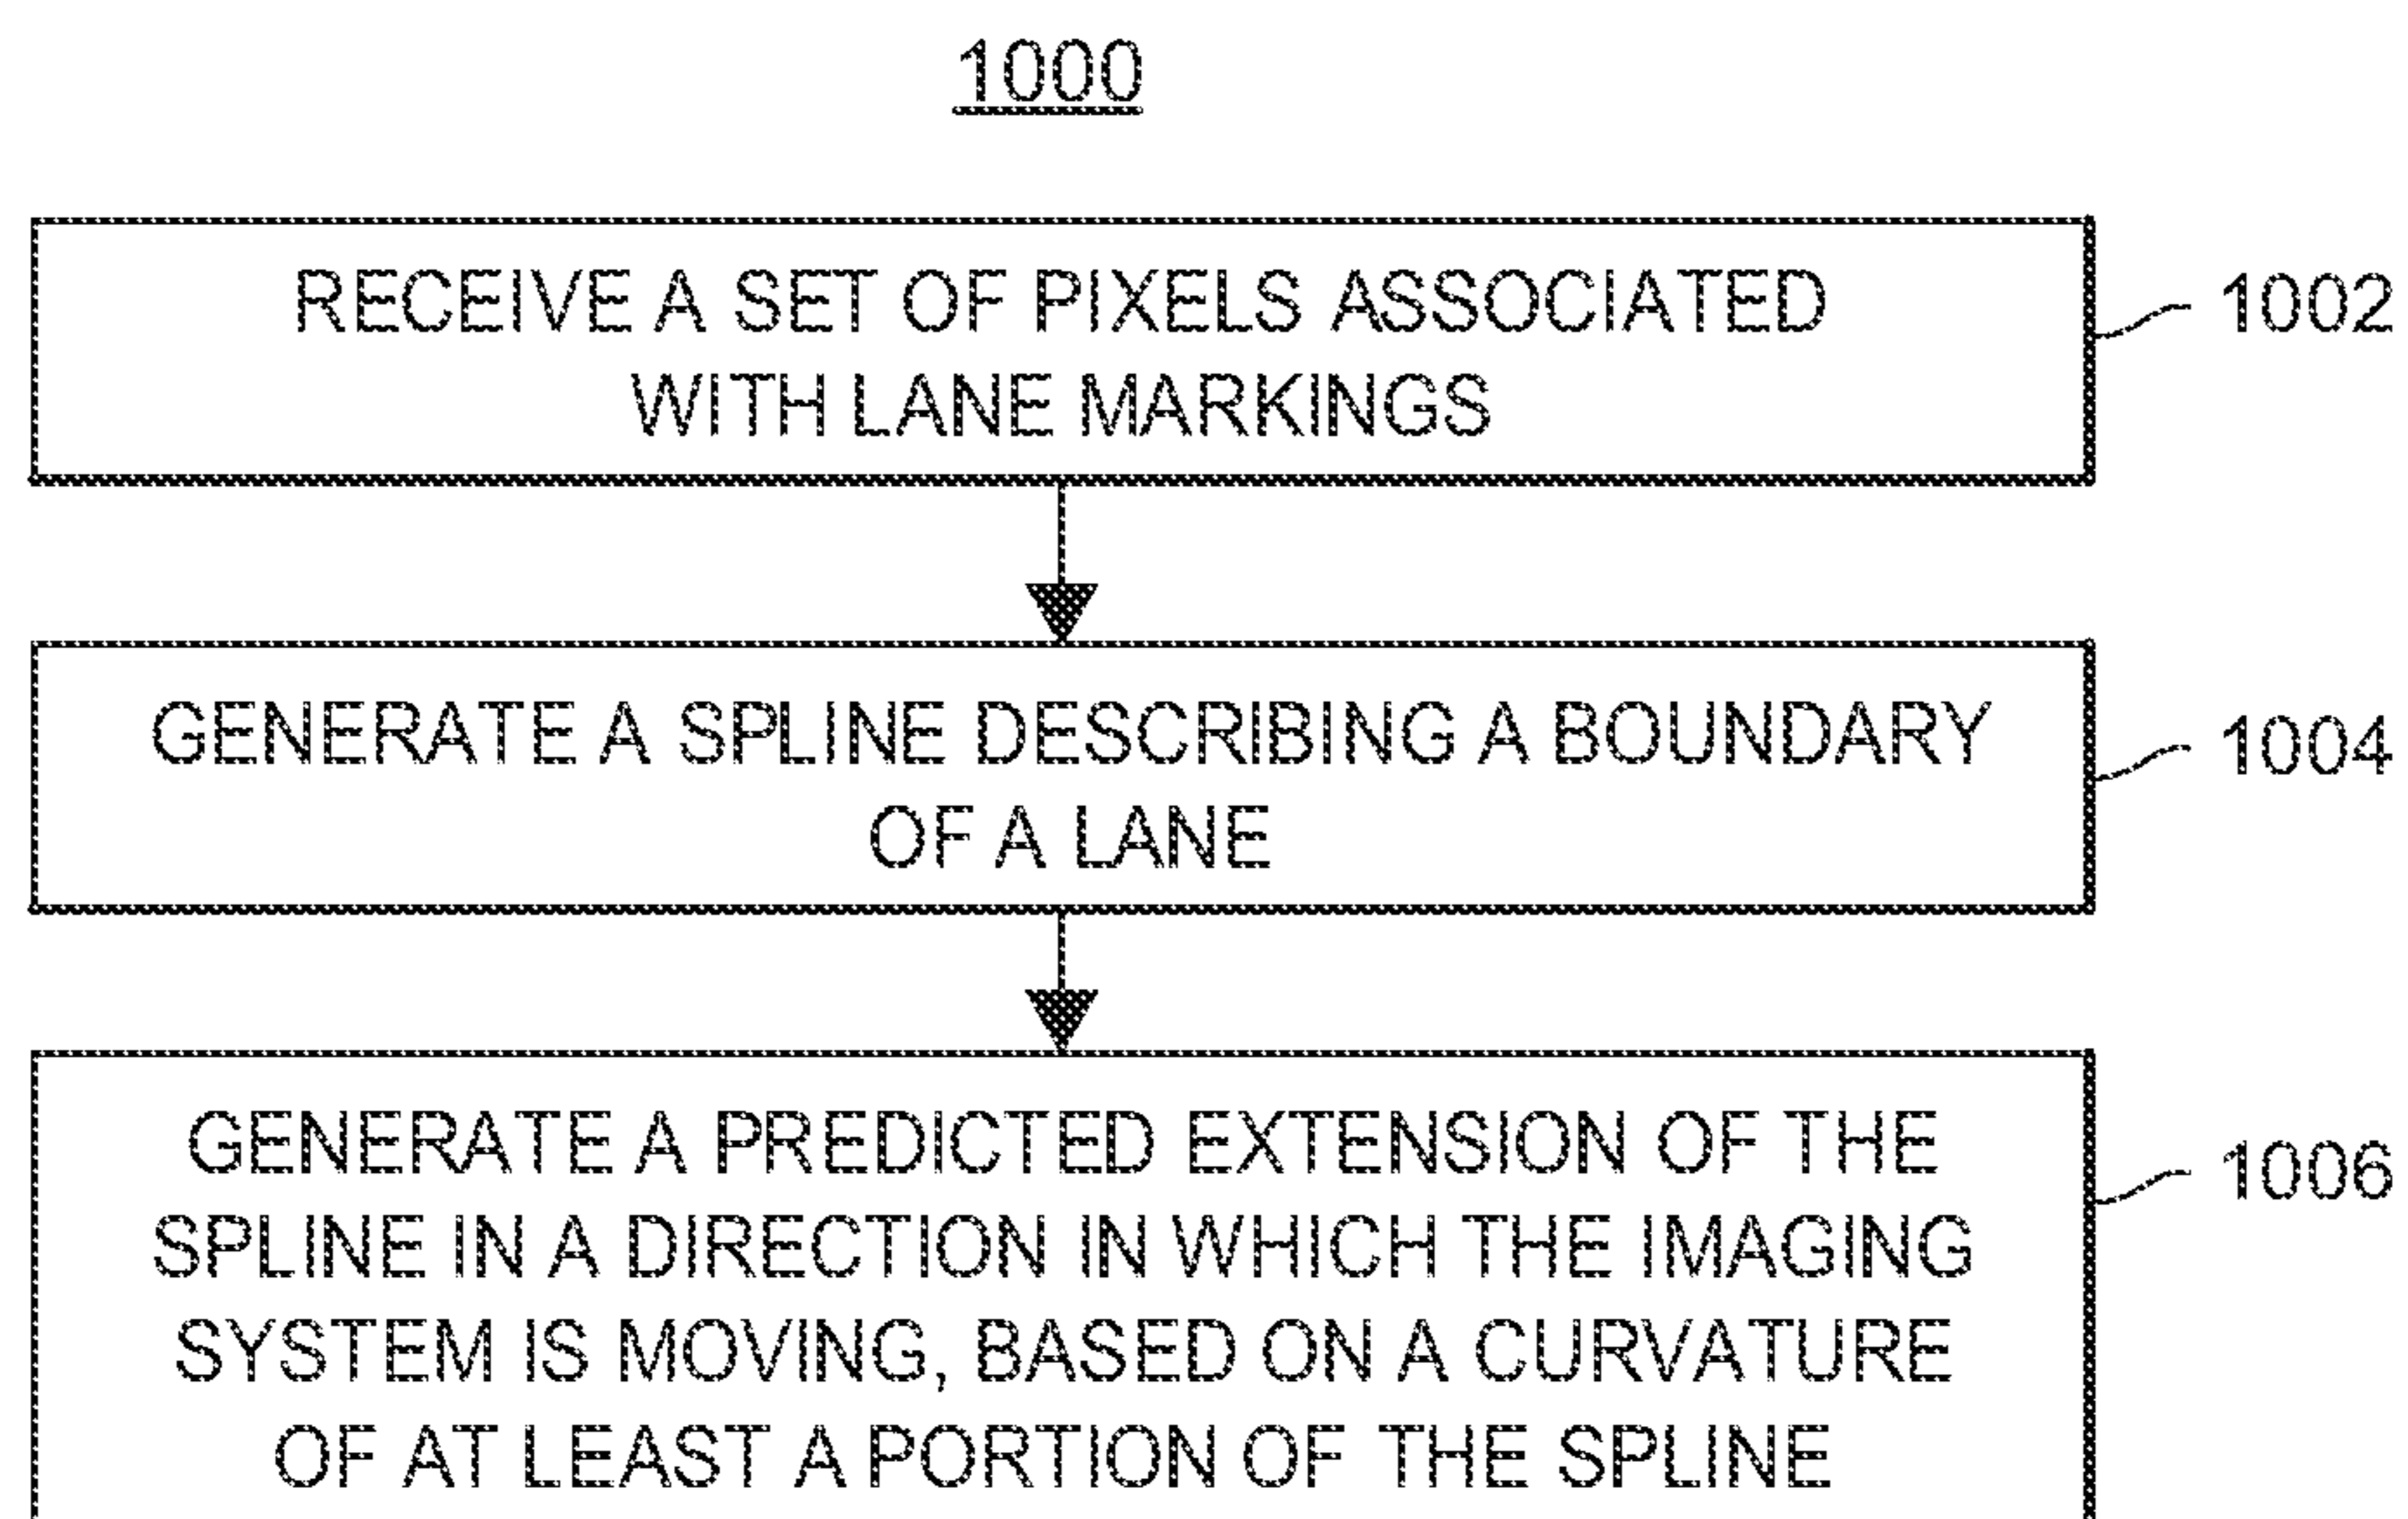 1000
RECEIVE A SET OF PIXELS ASSOCIATED
WITH LANE MARKINGS
1002
GENERATE A SPLINE DESCRIBING A BOUNDARY
OF A LANE
1004
GENERATE A PREDICTED EXTENSION OF THE
SPLINE IN A DIRECTION IN WHICH THE IMAGING
SYSTEM IS MOVING, BASED ON A CURVATURE
OF AT LEAST A PORTION OF THE SPLINE
1006